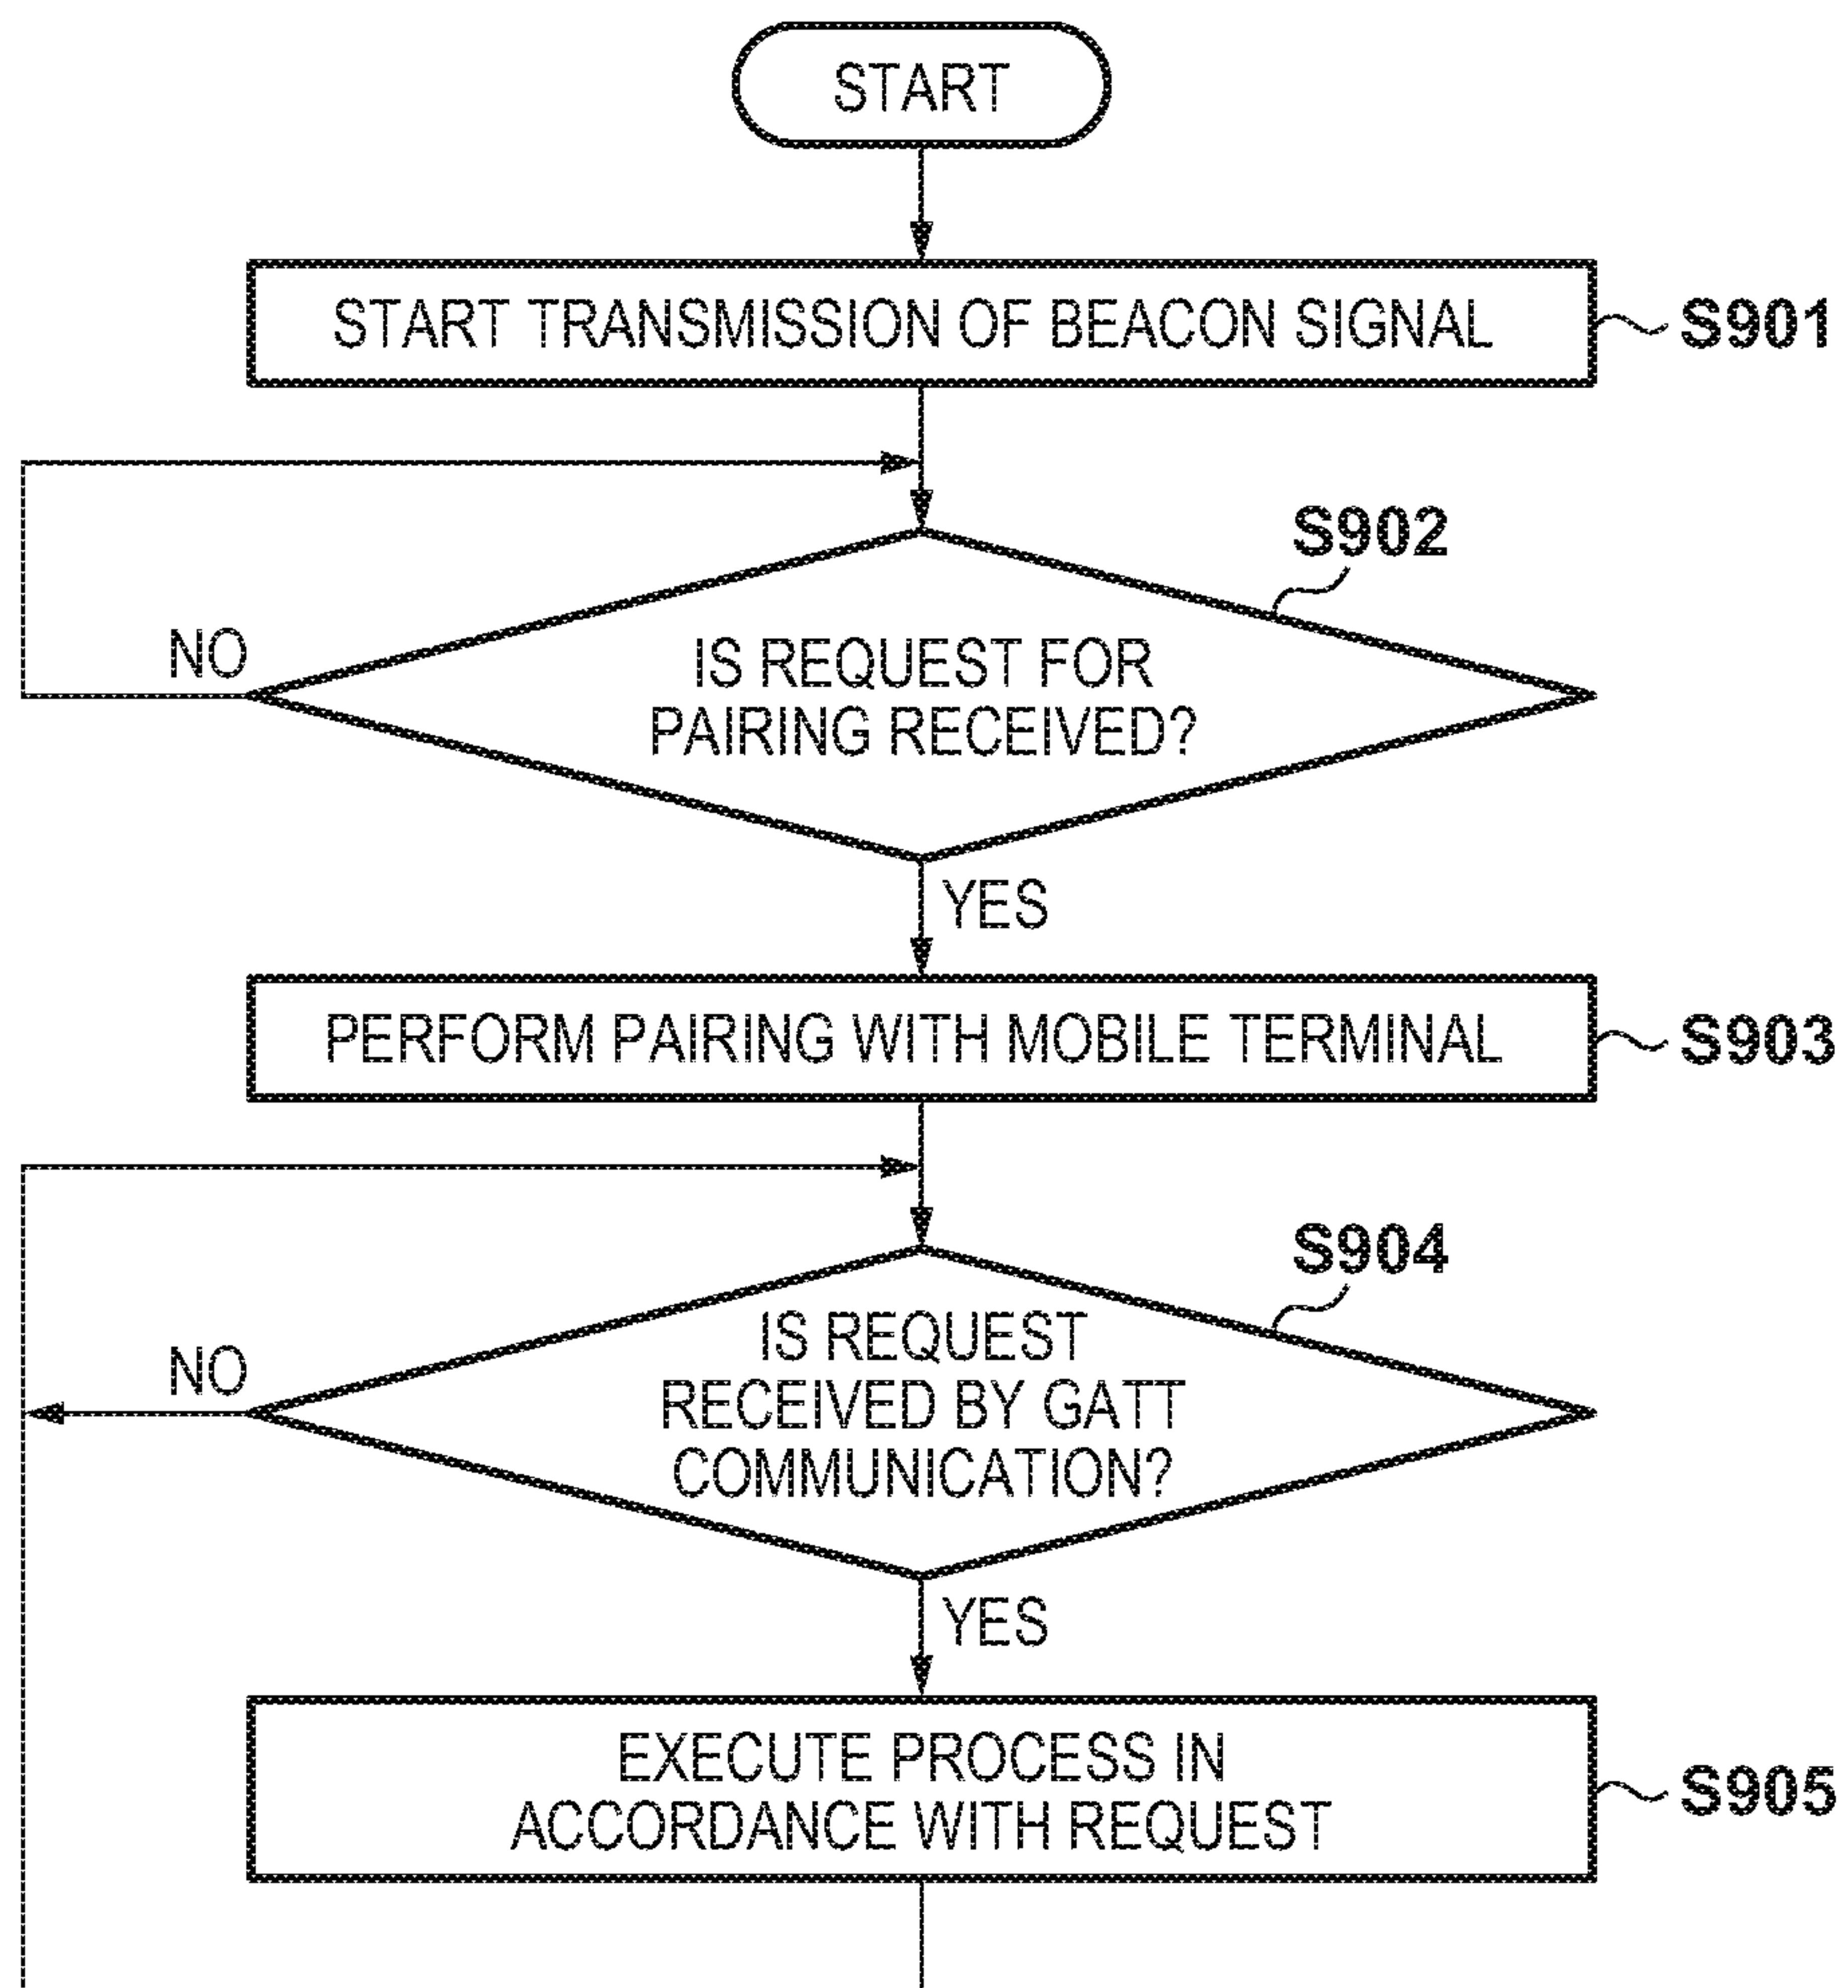 START
START TRANSMISSION OF BEACON SIGNAL
S901
S902
NO
IS REQUEST FOR
PAIRING RECEIVED?
YES
PERFORM PAIRING WITH MOBILE TERMINAL
S903
S904
NO
IS REQUEST
RECEIVED BY GATT
COMMUNICATION?
YES
EXECUTE PROCESS IN
ACCORDANCE WITH REQUEST
S905